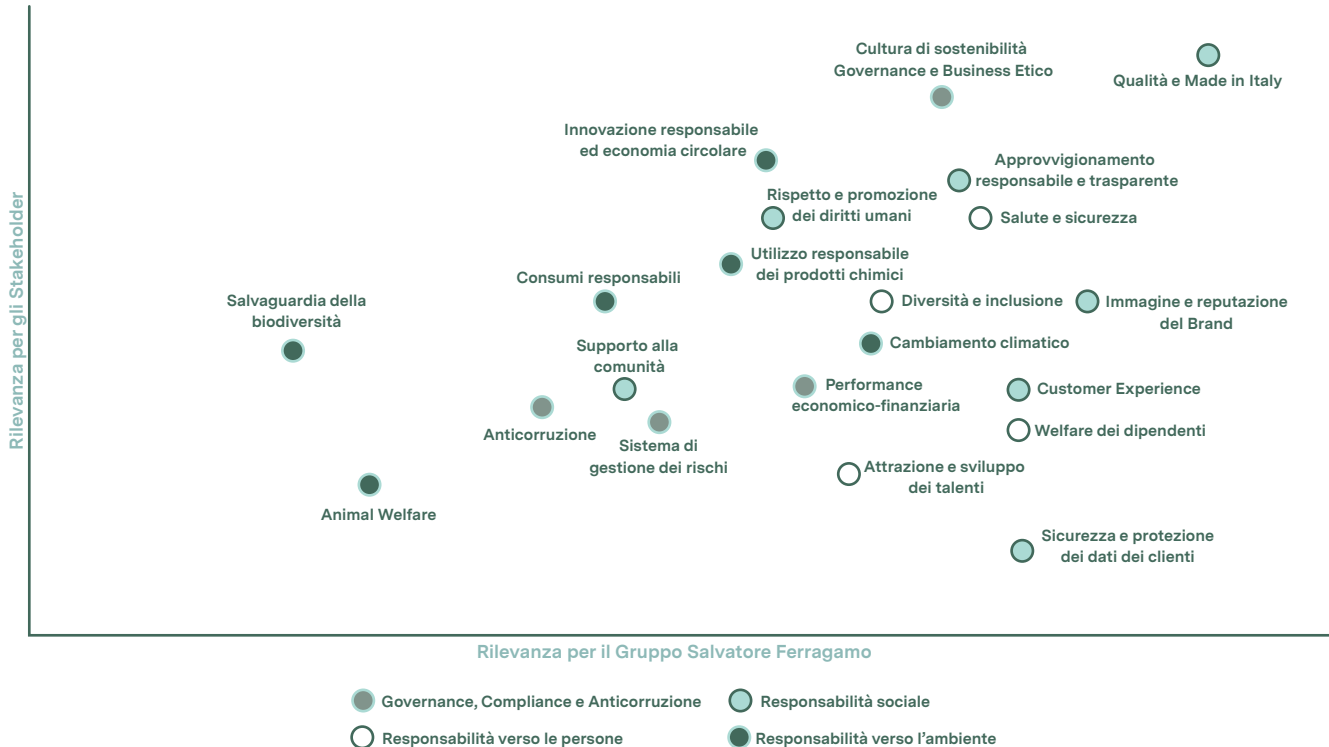 Cultura di sostenibilità
Governance e Business Etico
Qualità e Made in Italy
Innovazione responsabile
ed economia circolare
Approvvigionamento
responsabile e trasparente
Rispetto e promozione
dei diritti umani
Salute e sicurezza
Utilizzo responsabile
dei prodotti chimici
Consumi responsabili
Salvaguardia della
biodiversità
Diversità e inclusione
Immagine e reputazione
del Brand
Cambiamento climatico
Supporto alla
comunità
Performance
economico-finanziaria
Customer Experience
Anticorruzione
Sistema di
gestione dei rischi
Welfare dei dipendenti
Attrazione e sviluppo
dei talenti
Animal Welfare
Sicurezza e protezione
dei dati dei clienti
Rilevanza per gli Stakeholder
Rilevanza per il Gruppo Salvatore Ferragamo
Governance, Compliance e Anticorruzione
Responsabilità sociale
Responsabilità verso le persone
Responsabilità verso l'ambiente